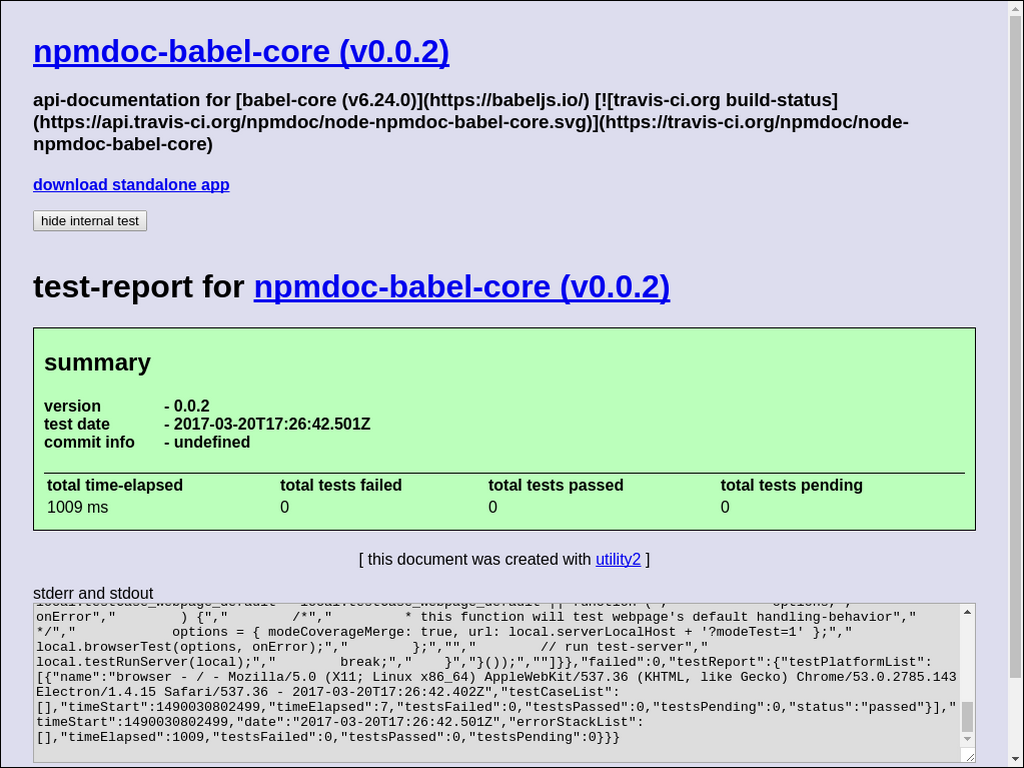 npmdoc-babel-core (v0.0.2)
api-documentation for [babel-core (v6.24.0)](https://babeljs.io/) [![travis-ci.org build-status]
(https://api.travis-ci.org/npmdoc/node-npmdoc-babel-core.svg)](https://travis-ci.org/npmdoc/node-
npmdoc-babel-core)
download standalone app
hide internal test
test-report for npmdoc-babel-core (v0.0.2)
summary
version - 0.0.2
test date - 2017-03-20T17:26:42.501Z
commit info - undefined
total time-elapsed total tests failed total tests passed total tests pending
1009 ms 0 0 0
[ this document was created with utility2 ]
stderr and stdout
onError","        ) {","        /*","         * this function will test webpage's default handling-behavior","
*/","            options = { modeCoverageMerge: true, url: local.serverLocalHost + '?modeTest=1' };","
local.browserTest(options, onError);","        };","","        // run test-server","
local.testRunServer(local);","        break;","    }","}());",""]}},"failed":0,"testReport":{"testPlatformList":
[{"name":"browser - / - Mozilla/5.0 (X11; Linux x86_64) AppleWebKit/537.36 (KHTML, like Gecko) Chrome/53.0.2785.143
Electron/1.4.15 Safari/537.36 - 2017-03-20T17:26:42.402Z","testCaseList":
[],"timeStart":1490030802499,"timeElapsed":7,"testsFailed":0,"testsPassed":0,"testsPending":0,"status":"passed"}],"
timeStart":1490030802499,"date":"2017-03-20T17:26:42.501Z","errorStackList":
[],"timeElapsed":1009,"testsFailed":0,"testsPassed":0,"testsPending":0}}}